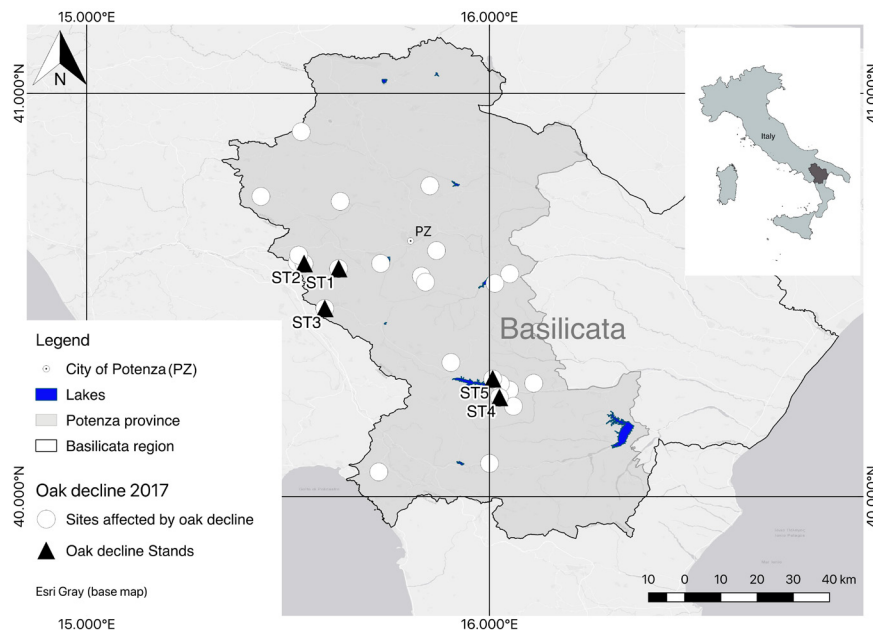 15.000°E
16.000°E
41.000°N
41.000°N
N
Italy
PZ
ST2
ST1
ST3
Basilicata
ST5
ST4
Legend
City of Potenza (PZ)
Lakes
Potenza province
Basilicata region
Oak decline 2017
Sites affected by oak decline
Oak decline Stands
Esri Gray (base map)
40.000°N
40.000°N
10 0 10 20 30 40 km
15.000°E
16.000°E